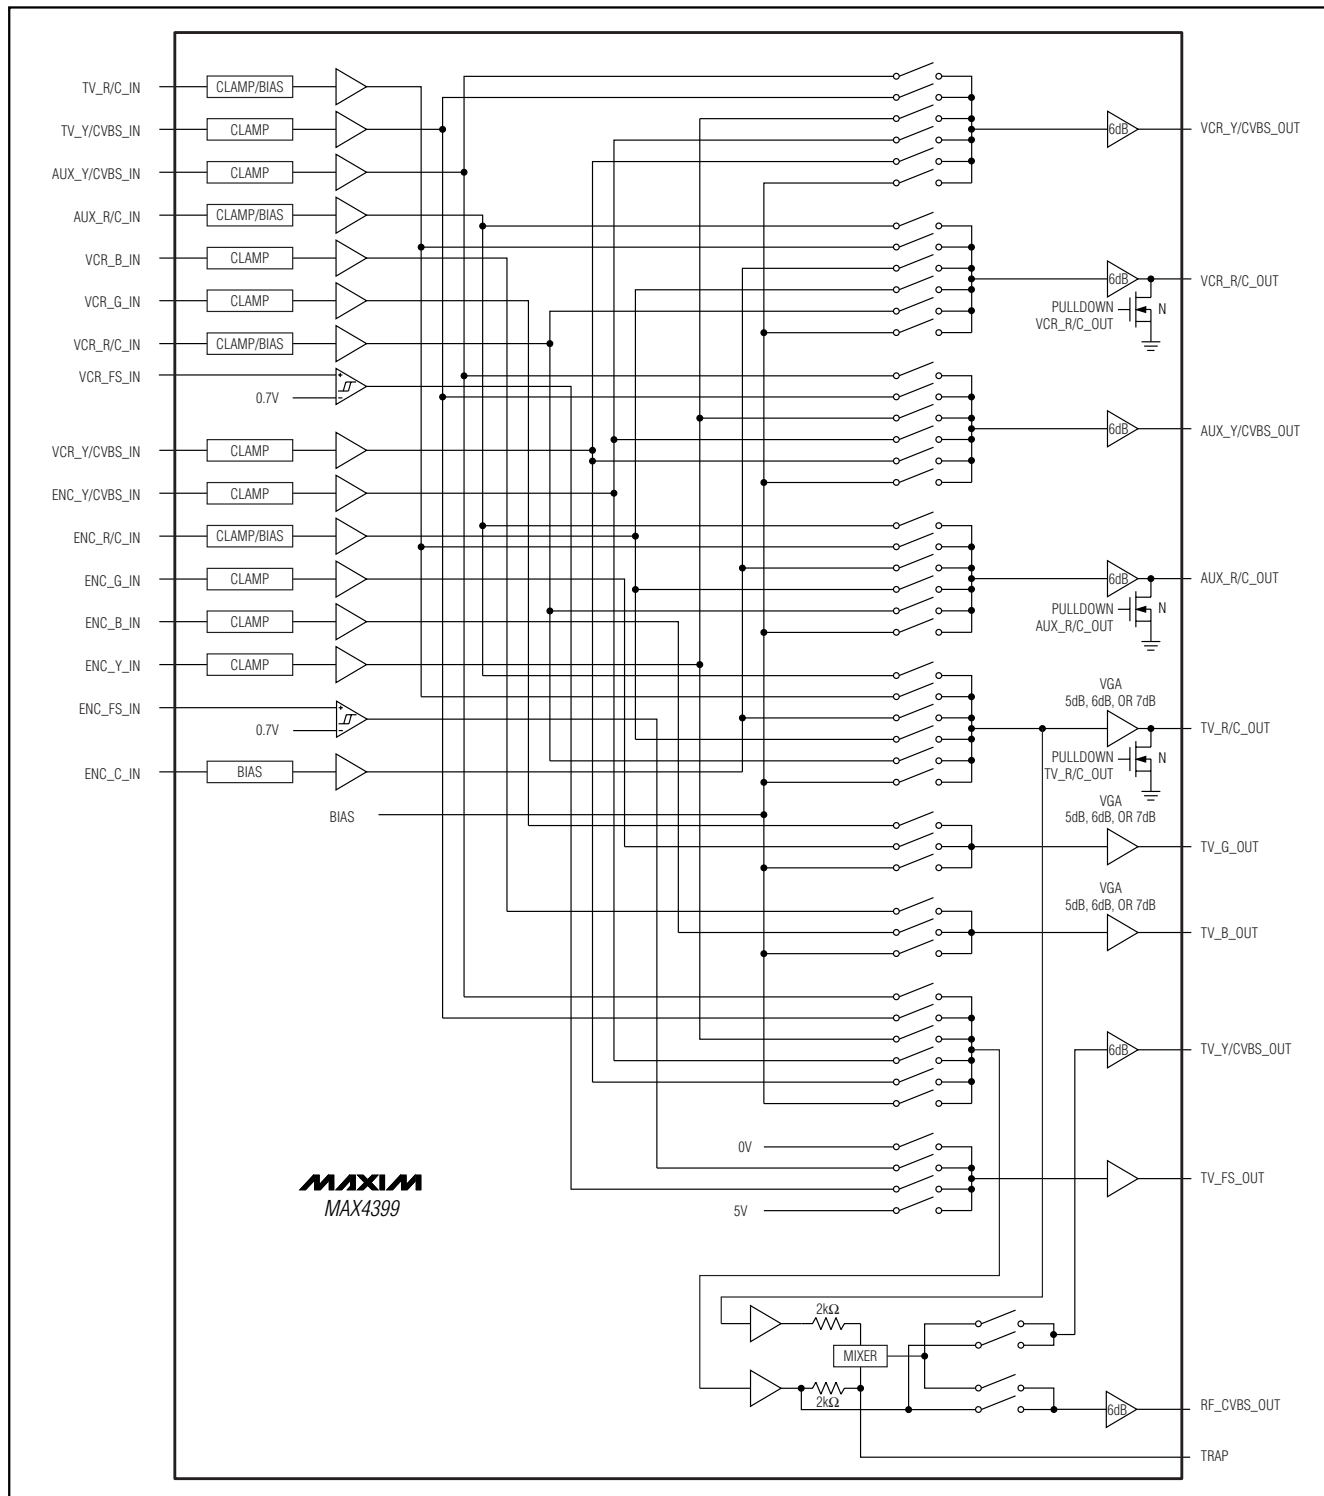 TV_R/C_IN
CLAMP/BIAS
TV_Y/CVBS_IN
CLAMP
6dB
VCR_Y/CVBS_OUT
AUX_Y/CVBS_IN
CLAMP
AUX_R/C_IN
CLAMP/BIAS
VCR_B_IN
CLAMP
6dB
VCR_R/C_OUT
VCR_G_IN
CLAMP
PULLDOWN
VCR_R/C_OUT
N
VCR_R/C_IN
CLAMP/BIAS
VCR_FS_IN
+
0.7V
−
6dB
AUX_Y/CVBS_OUT
VCR_Y/CVBS_IN
CLAMP
ENC_Y/CVBS_IN
CLAMP
ENC_R/C_IN
CLAMP/BIAS
ENC_G_IN
CLAMP
6dB
AUX_R/C_OUT
PULLDOWN
AUX_R/C_OUT
N
ENC_B_IN
CLAMP
ENC_Y_IN
CLAMP
VGA
5dB, 6dB, OR 7dB
ENC_FS_IN
+
0.7V
−
TV_R/C_OUT
PULLDOWN
TV_R/C_OUT
N
ENC_C_IN
BIAS
VGA
5dB, 6dB, OR 7dB
BIAS
TV_G_OUT
VGA
5dB, 6dB, OR 7dB
TV_B_OUT
6dB
TV_Y/CVBS_OUT
0V
MAXIM
MAX4399
TV_FS_OUT
5V
2kΩ
MIXER
2kΩ
6dB
RF_CVBS_OUT
TRAP